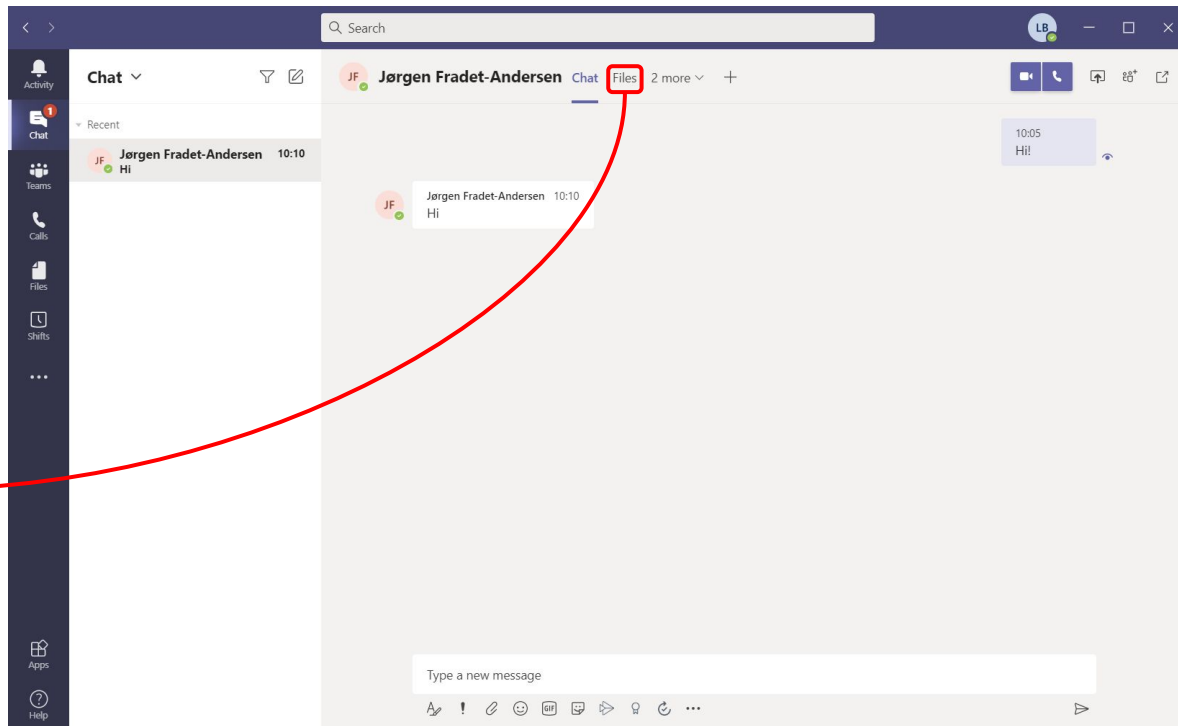 Search
LB
Activity
Chat
1
Chat
Teams
Calls
Files
Shifts
Apps
Help
Recent
JF
Jørgen Fradet-Andersen 10:10
Hi
JF
Jørgen Fradet-Andersen Chat Files 2 more
10:05
Hi!
JF
Jørgen Fradet-Andersen 10:10
Hi
Type a new message
GIF